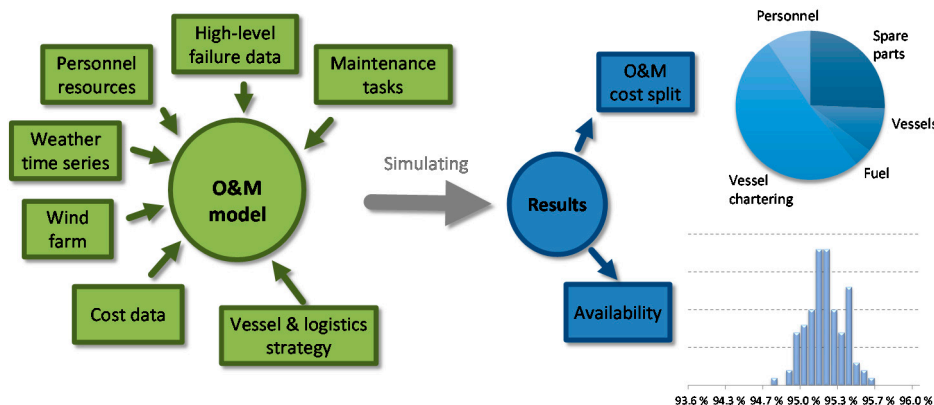 High-level
failure data
Personnel
resources
Maintenance
tasks
Weather
time series
O&M
model
Wind
farm
Cost data
Vessel & logistics
strategy
Simulating
Results
O&M
cost split
Availability
Personnel
Spare
parts
Vessels
Fuel
Vessel
chartering
93.6 % 94.3 % 94.7 % 95.0 % 95.3 % 95.7 % 96.0 %